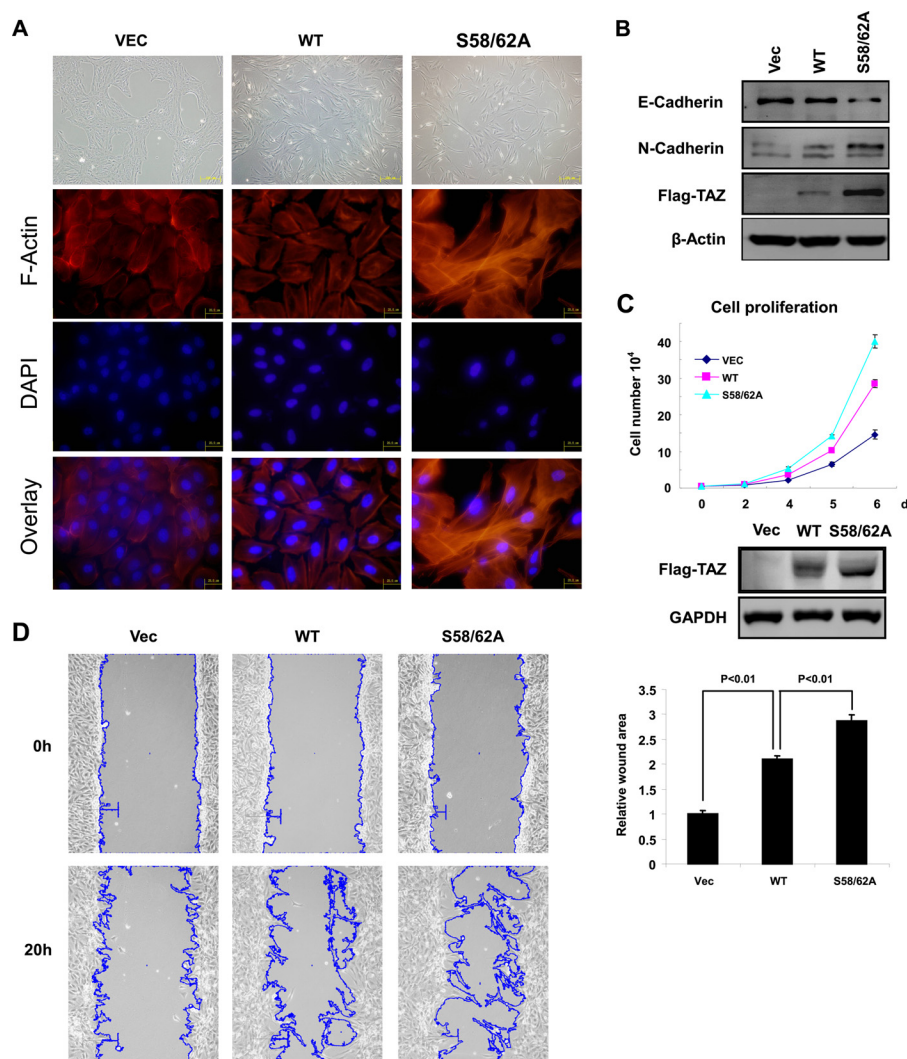 A
VEC
WT
S58/62A
F-Actin
DAPI
Overlay
B
Vec
WT
S58/62A
E-Cadherin
N-Cadherin
Flag-TAZ
β-Actin
C
Cell proliferation
Cell number 10⁴
40
30
20
10
0
VEC
WT
S58/62A
0
2
4
5
6
d
Vec
WT
S58/62A
Flag-TAZ
GAPDH
D
Vec
WT
S58/62A
0h
20h
P<0.01
P<0.01
Relative wound area
3.5
3
2.5
2
1.5
1
0.5
0
Vec
WT
S58/62A